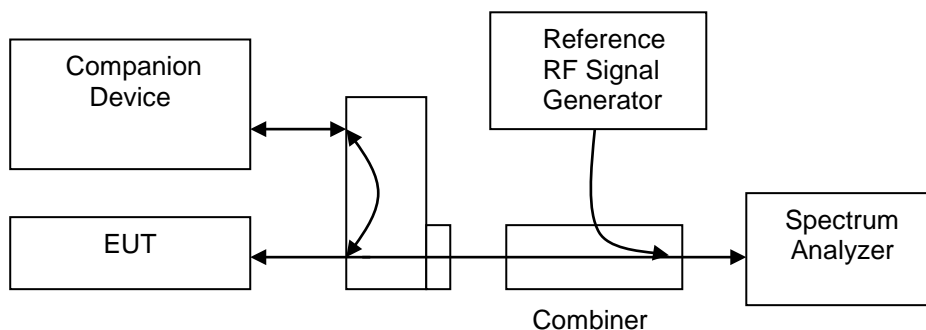 Companion
Device
Reference
RF Signal
Generator
EUT
Spectrum
Analyzer
Combiner